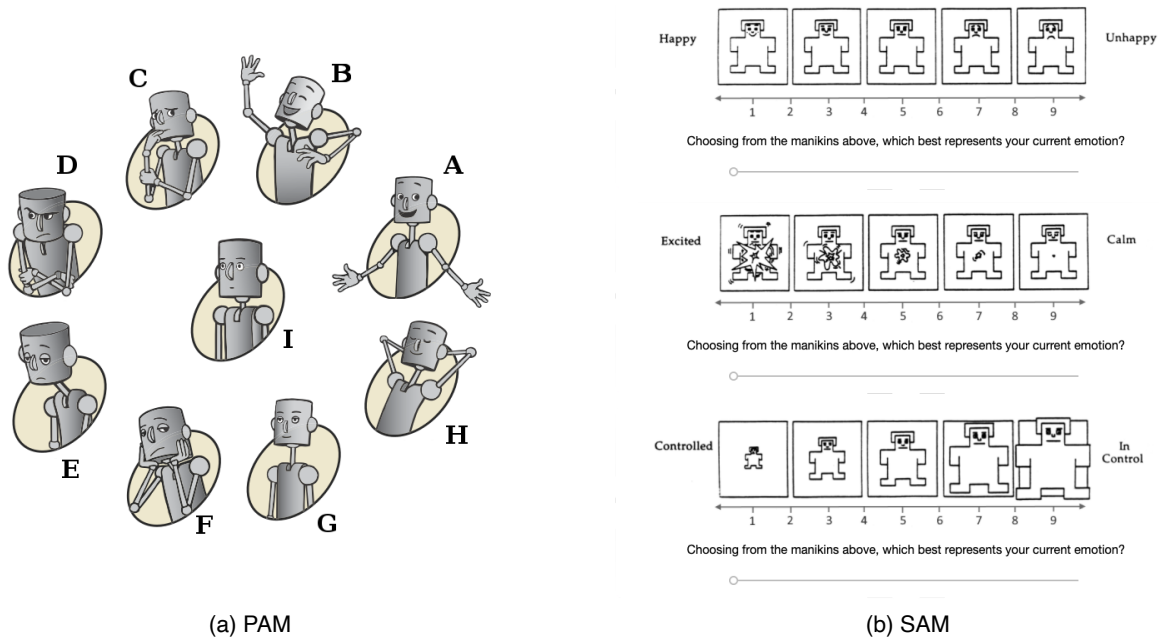 C
B
D
A
I
H
E
F
G
(a) PAM
Happy
Unhappy
1 2 3 4 5 6 7 8 9
Choosing from the manikins above, which best represents your current emotion?
Excited
Calm
1 2 3 4 5 6 7 8 9
Choosing from the manikins above, which best represents your current emotion?
Controlled
In
Control
1 2 3 4 5 6 7 8 9
Choosing from the manikins above, which best represents your current emotion?
(b) SAM